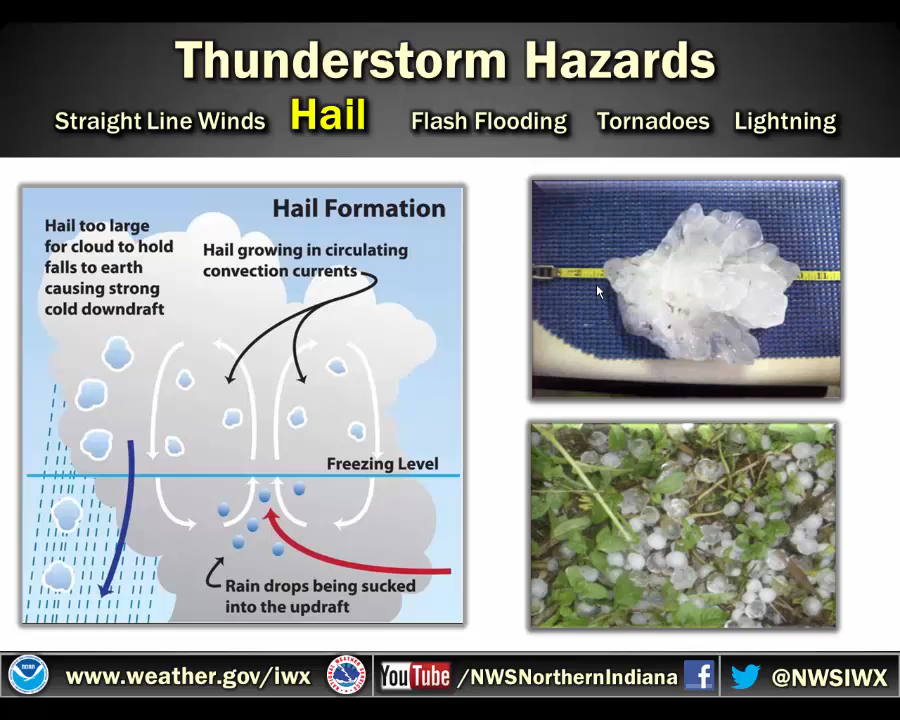 Thunderstorm Hazards
Straight Line Winds Hail Flash Flooding Tornadoes Lightning
Hail Formation
Hail too large
for cloud to hold
falls to earth
causing strong
cold downdraft
Hail growing in circulating
convection currents
Freezing Level
Rain drops being sucked
into the updraft
www.weather.gov/iwx
YouTube /NWSNorthernIndiana
f
@NWSIWX